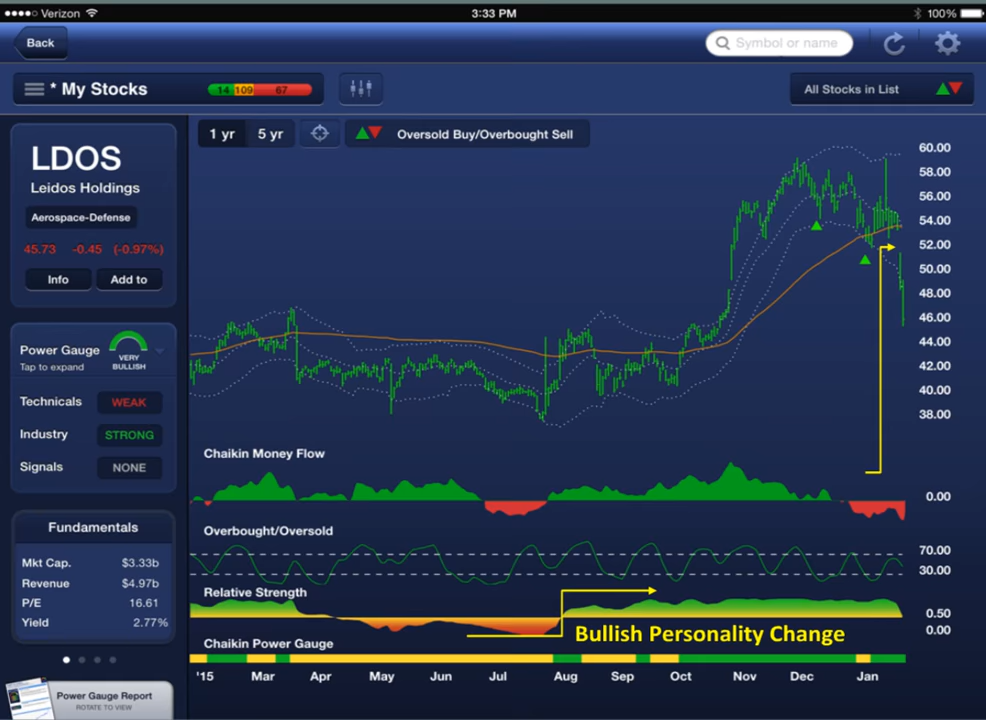 Verizon
3:33 PM
100%
Back
Symbol or name
* My Stocks
14 109 67
All Stocks in List
LDOS
Leidos Holdings
Aerospace-Defense
45.73 -0.45 (-0.97%)
Info Add to
Power Gauge
Tap to expand
VERY
BULLISH
Technicals WEAK
Industry STRONG
Signals NONE
Fundamentals
Mkt Cap. $3.33b
Revenue $4.97b
P/E 16.61
Yield 2.77%
Power Gauge Report
ROTATE TO VIEW
1 yr 5 yr Oversold Buy/Overbought Sell
60.00
58.00
56.00
54.00
52.00
50.00
48.00
46.00
44.00
42.00
40.00
38.00
Chaikin Money Flow
0.00
Overbought/Oversold
70.00
30.00
Relative Strength
0.50
0.00
Bullish Personality Change
Chaikin Power Gauge
'15 Mar Apr May Jun Jul Aug Sep Oct Nov Dec Jan